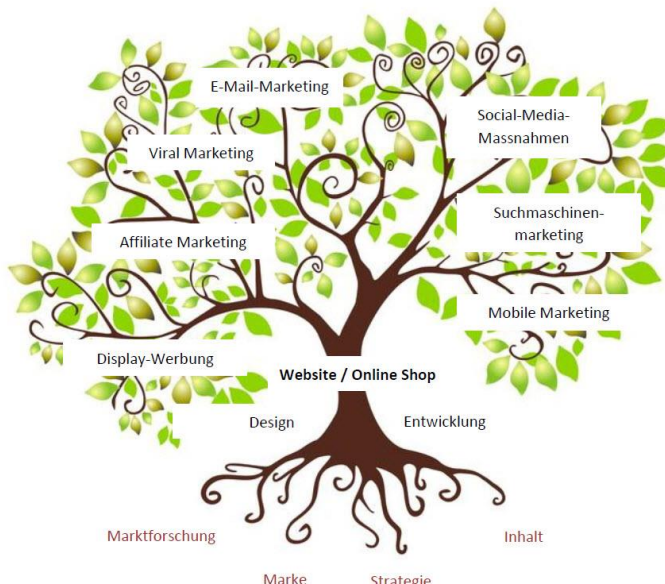 E-Mail-Marketing
Social-Media-
Massnahmen
Viral Marketing
Suchmaschinen-
marketing
Affiliate Marketing
Mobile Marketing
Display-Werbung
Website / Online Shop
Design
Entwicklung
Marktforschung
Inhalt
Marke
Strategie